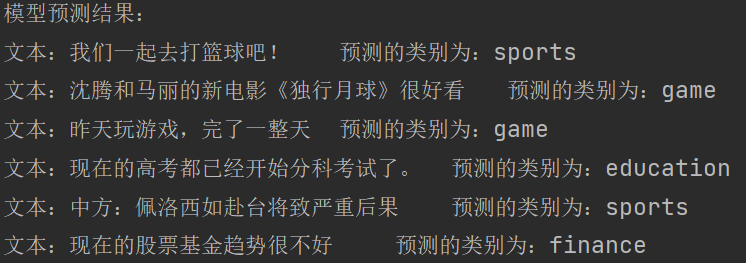 模型预测结果：
文本：我们一起去打篮球吧！ 预测的类别为：sports
文本：沈腾和马丽的新电影《独行月球》很好看 预测的类别为：game
文本：昨天玩游戏，完了一整天 预测的类别为：game
文本：现在的高考都已经开始分科考试了。 预测的类别为：education
文本：中方：佩洛西如赴台将致严重后果 预测的类别为：sports
文本：现在的股票基金趋势很不好 预测的类别为：finance